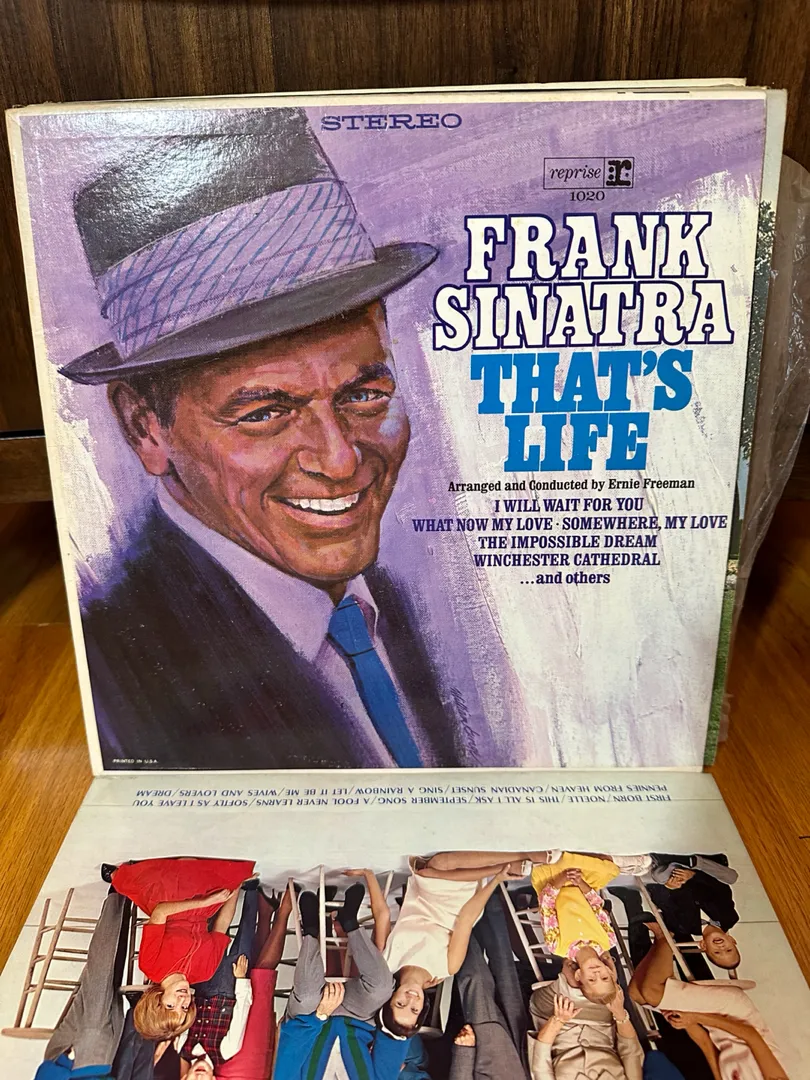 STEREO
reprise r
1020
FRANK
SINATRA
THAT'S
LIFE
Arranged and Conducted by Ernie Freeman
I WILL WAIT FOR YOU
WHAT NOW MY LOVE · SOMEWHERE, MY LOVE
THE IMPOSSIBLE DREAM
WINCHESTER CATHEDRAL
...and others
PRINTED IN U.S.A.
FIRST BORN / NOELLE / THIS IS ALL I ASK / SEPTEMBER SONG / A FOOL NEVER LEARNS / SOFTLY AS I LEAVE YOU
PENNIES FROM HEAVEN / CANADIAN SUNSET / SING A RAINBOW / LET IT BE ME / WIVES AND LOVERS / DREAM